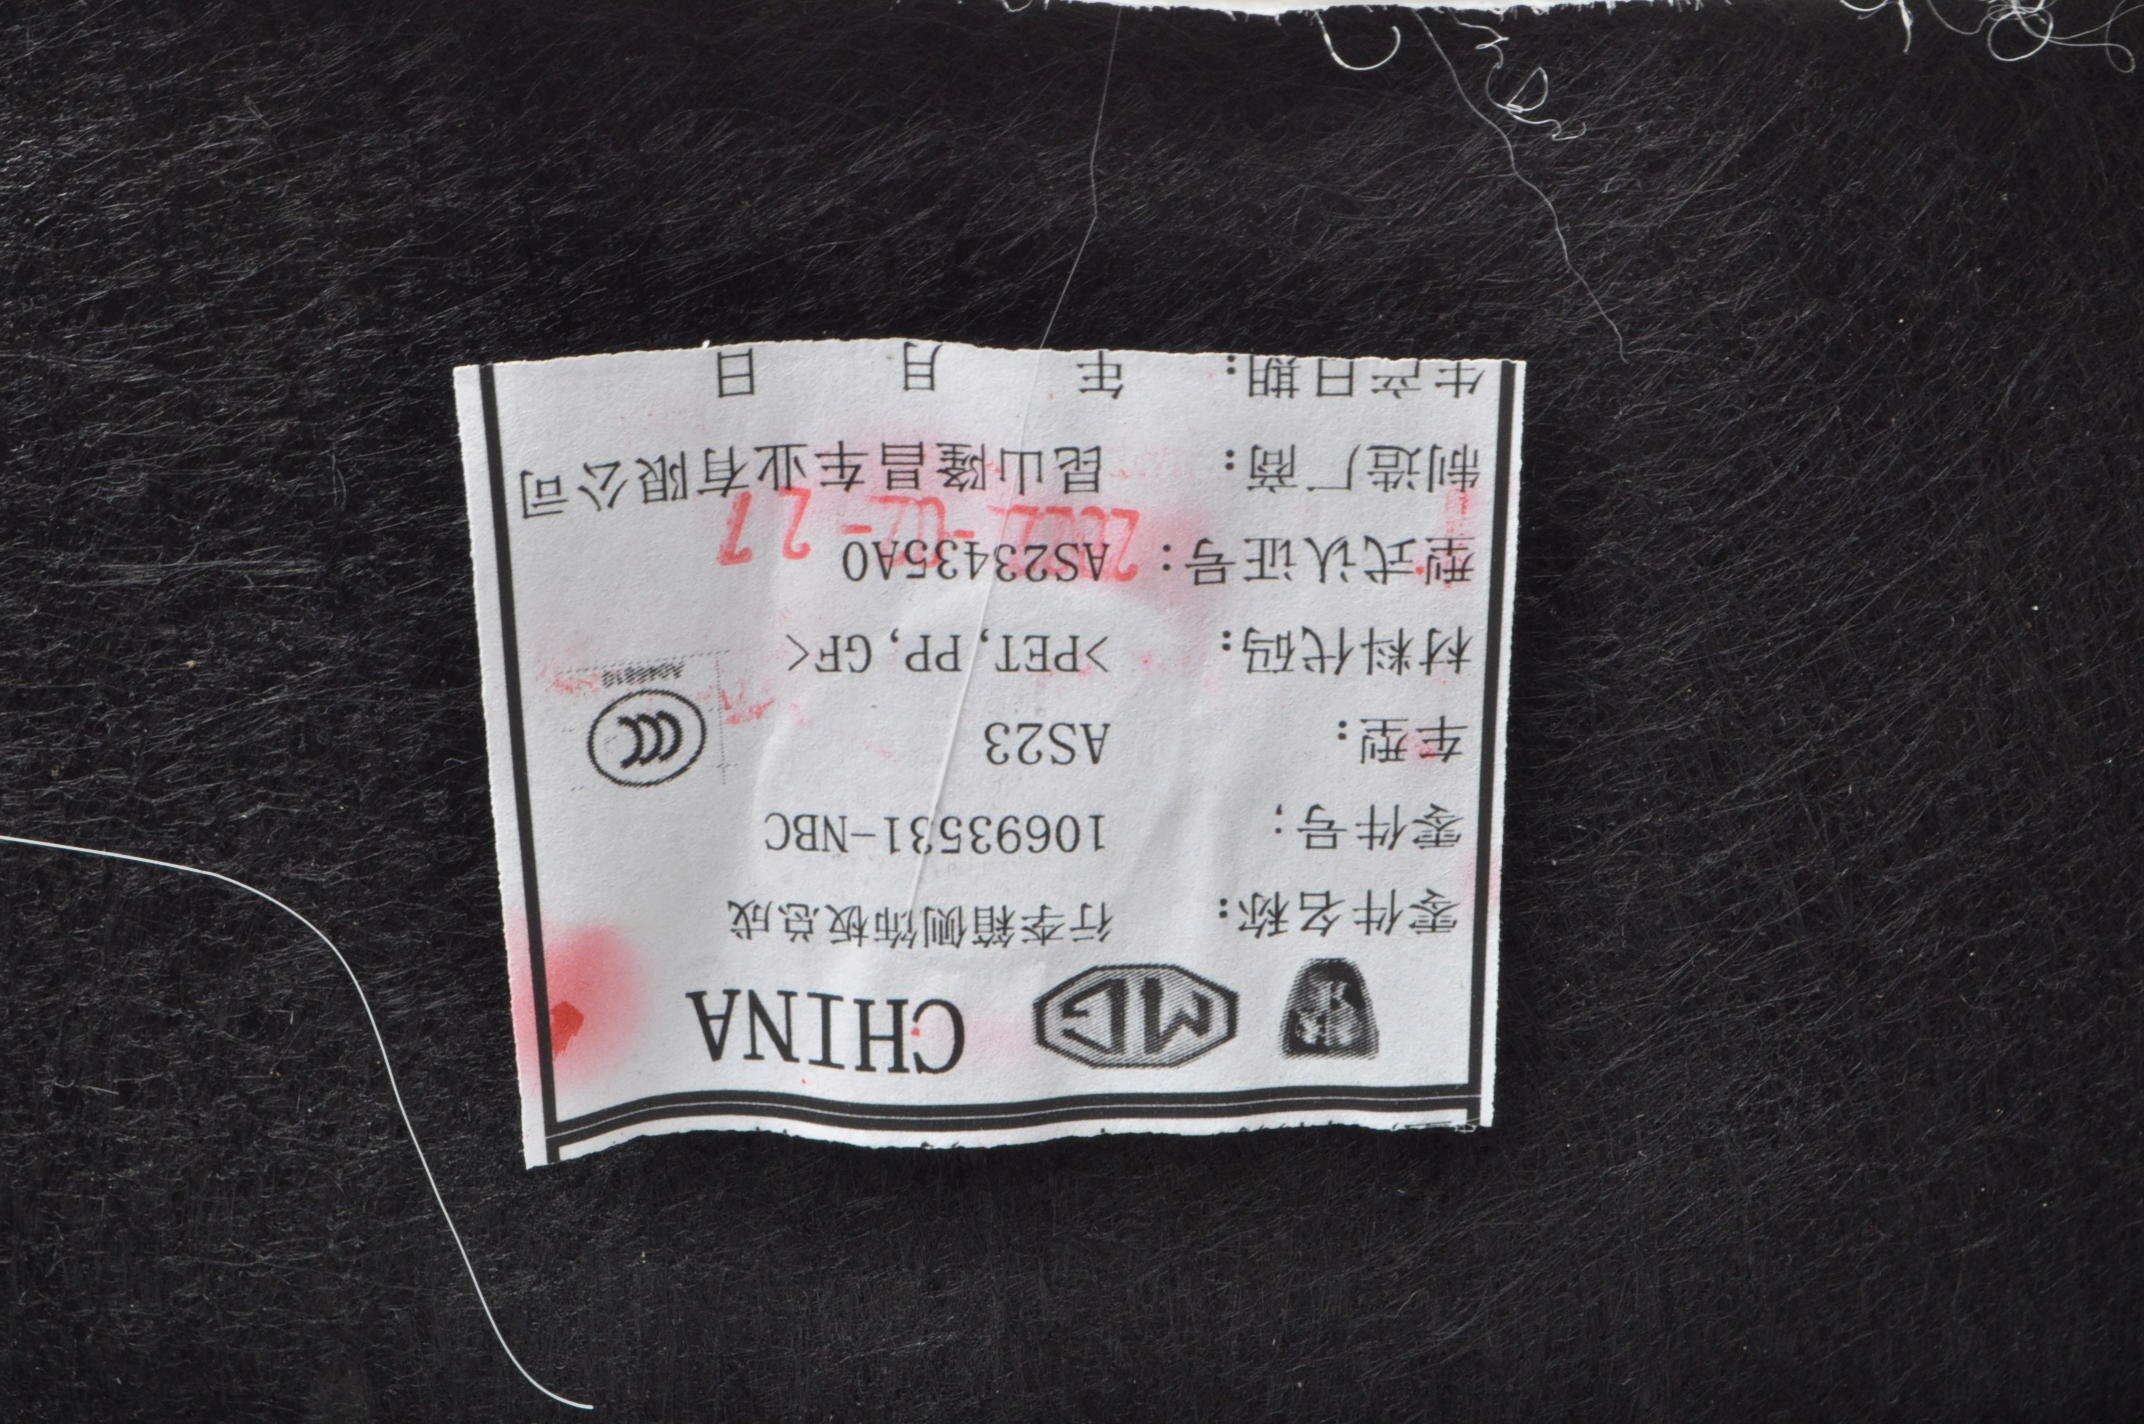 MG CHINA
零件名称: 行李箱侧饰板总成
零件号; 10693531-NBC
车型: AS23
CCC
材料代码: >PET,PP,GF<
型式认证号: AS23435A0
制造厂商: 昆山隆昌车业有限公司
生产日期: 年 月 日